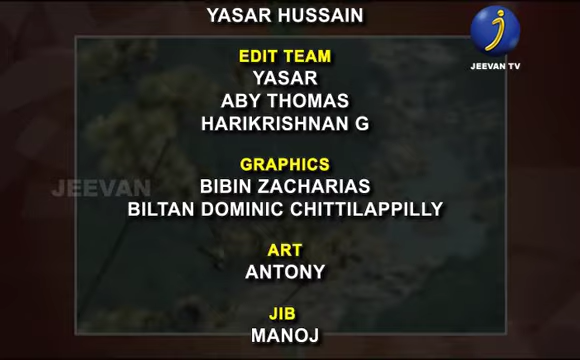 YASAR HUSSAIN
JEEVAN TV
EDIT TEAM
YASAR
ABY THOMAS
HARIKRISHNAN G
GRAPHICS
JEEVAN
BIBIN ZACHARIAS
BILTAN DOMINIC CHITTILAPPILLY
ART
ANTONY
JIB
MANOJ